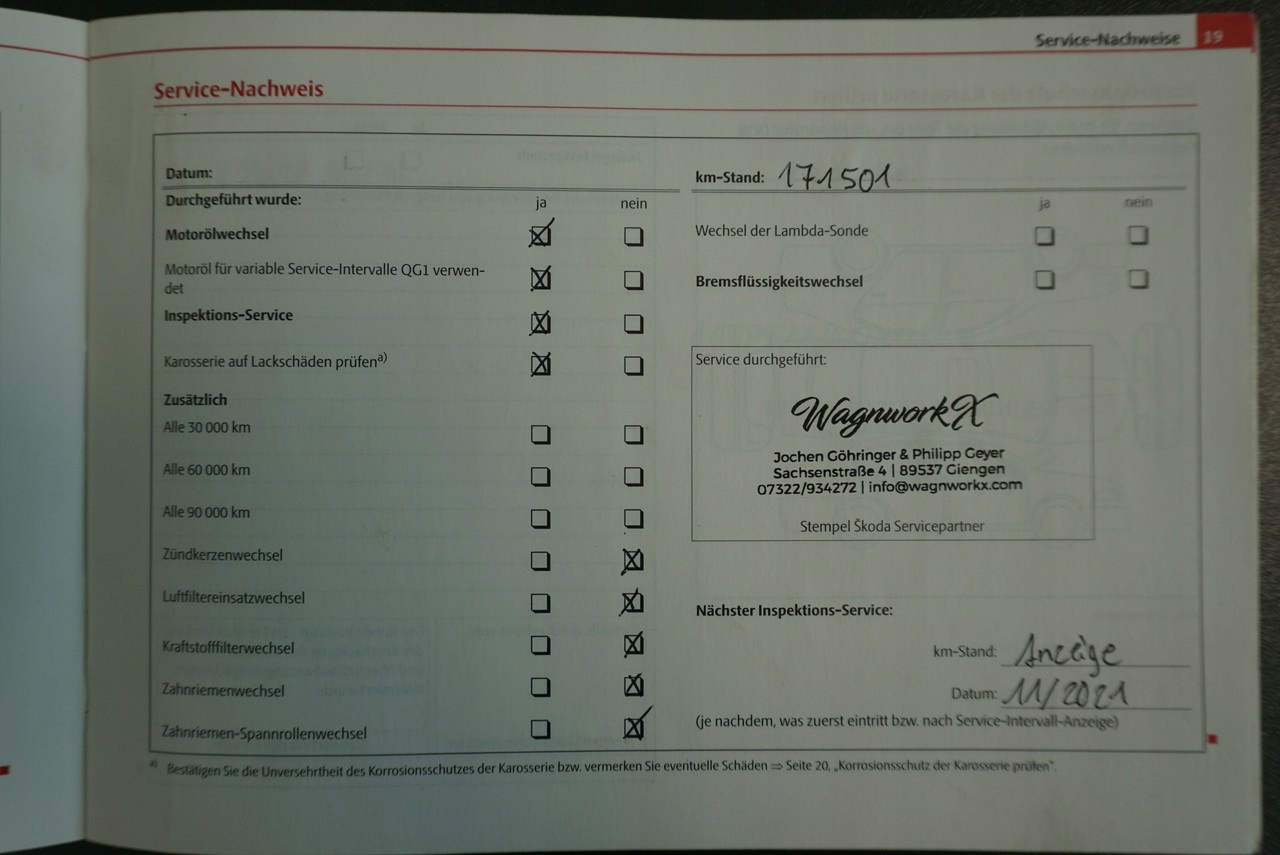 Service-Nachweise 19
Service-Nachweis
Datum:
Durchgeführt wurde: ja nein
Motorölwechsel
Motoröl für variable Service-Intervalle QG1 verwen-
det
Inspektions-Service
Karosserie auf Lackschäden prüfen a)
Zusätzlich
Alle 30 000 km
Alle 60 000 km
Alle 90 000 km
Zündkerzenwechsel
Luftfiltereinsatzwechsel
Kraftstofffilterwechsel
Zahnriemenwechsel
Zahnriemen-Spannrollenwechsel
km-Stand: 171501
ja nein
Wechsel der Lambda-Sonde
Bremsflüssigkeitswechsel
Service durchgeführt:
WagnworkX
Jochen Göhringer & Philipp Geyer
Sachsenstraße 4 | 89537 Giengen
07322/934272 | info@wagnworkx.com
Stempel Škoda Servicepartner
Nächster Inspektions-Service:
km-Stand: Anzeige
Datum: 11/2021
(je nachdem, was zuerst eintritt bzw. nach Service-Intervall-Anzeige)
a) Bestätigen Sie die Unversehrtheit des Korrosionsschutzes der Karosserie bzw. vermerken Sie eventuelle Schäden ⇒ Seite 20, „Korrosionsschutz der Karosserie prüfen".